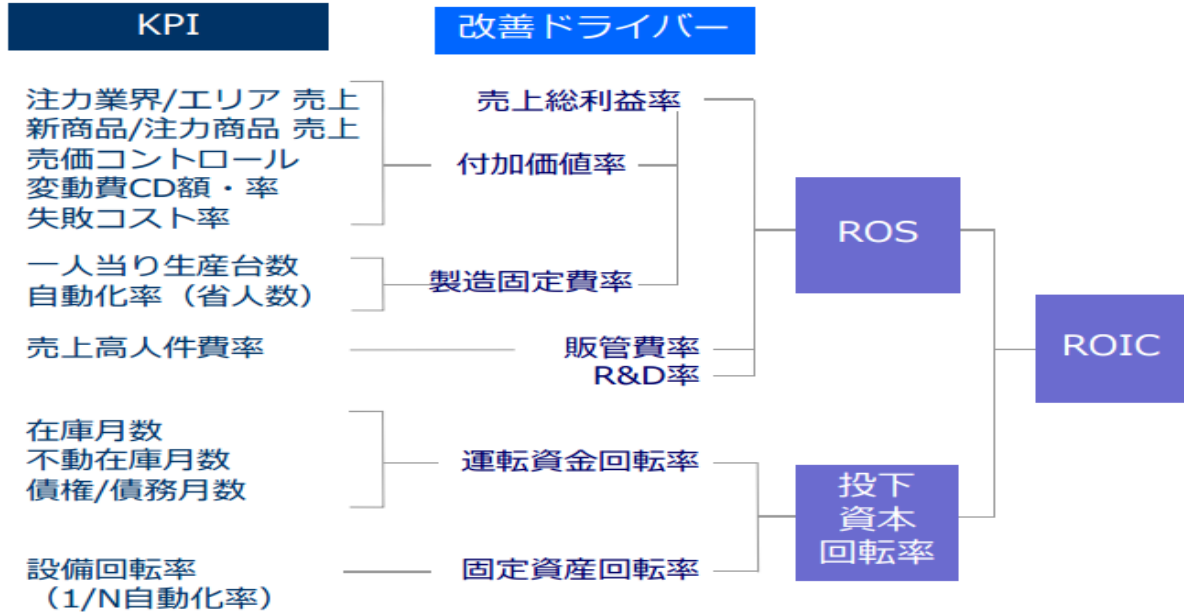 KPI
改善ドライバー
注力業界/エリア 売上
新商品/注力商品 売上
売価コントロール
変動費CD額・率
失敗コスト率
一人当り生産台数
自動化率（省人数）
売上高人件費率
在庫月数
不動在庫月数
債権/債務月数
設備回転率
（1/N自動化率）
売上総利益率
付加価値率
製造固定費率
販管費率
R&D率
運転資金回転率
固定資産回転率
ROS
投下
資本
回転率
ROIC